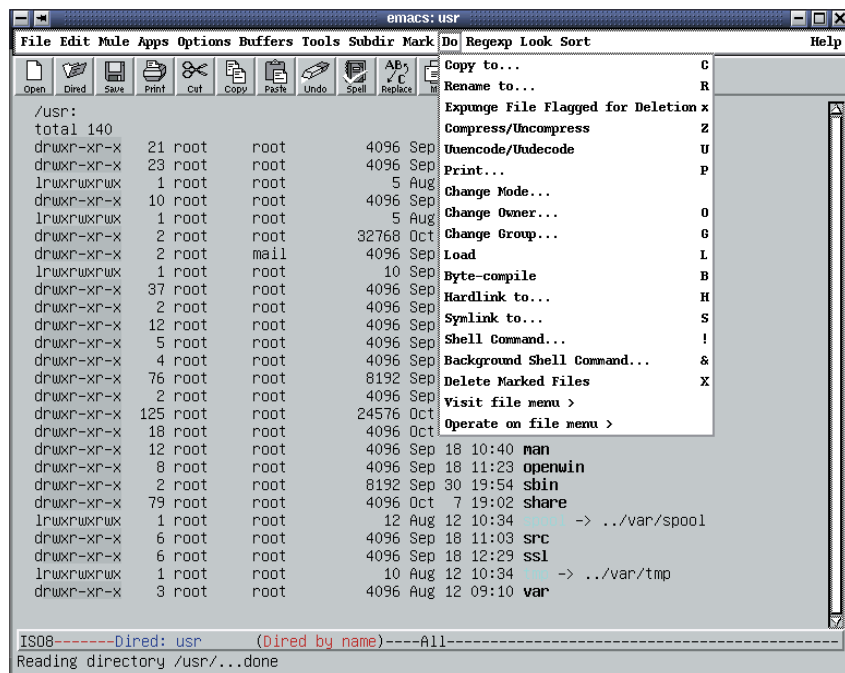 emacs: usr
File Edit Mule Apps Options Buffers Tools Subdir Mark Do Regexp Look Sort Help
Open Dired Save Print Cut Copy Paste Undo Spell Replace
Copy to... C
Rename to... R
Expunge File Flagged for Deletion x
Compress/Uncompress Z
Uuencode/Uudecode U
Print... P
Change Mode...
Change Owner... O
Change Group... G
Load L
Byte-compile B
Hardlink to... H
Symlink to... S
Shell Command... !
Background Shell Command... &
Delete Marked Files X
Visit file menu >
Operate on file menu >
/usr:
total 140
drwxr-xr-x 21 root root 4096 Sep
drwxr-xr-x 23 root root 4096 Sep
lrwxrwxrwx 1 root root 5 Aug
drwxr-xr-x 10 root root 4096 Sep
lrwxrwxrwx 1 root root 5 Aug
drwxr-xr-x 2 root root 32768 Oct
drwxr-xr-x 2 root mail 4096 Sep
lrwxrwxrwx 1 root root 10 Sep
drwxr-xr-x 37 root root 4096 Sep
drwxr-xr-x 2 root root 4096 Sep
drwxr-xr-x 12 root root 4096 Sep
drwxr-xr-x 5 root root 4096 Sep
drwxr-xr-x 4 root root 4096 Sep
drwxr-xr-x 76 root root 8192 Sep
drwxr-xr-x 2 root root 4096 Sep
drwxr-xr-x 125 root root 24576 Oct
drwxr-xr-x 18 root root 4096 Oct
drwxr-xr-x 12 root root 4096 Sep 18 10:40 man
drwxr-xr-x 8 root root 4096 Sep 18 11:23 openwin
drwxr-xr-x 2 root root 8192 Sep 30 19:54 sbin
drwxr-xr-x 79 root root 4096 Oct 7 19:02 share
lrwxrwxrwx 1 root root 12 Aug 12 10:34 -> ../var/spool
drwxr-xr-x 6 root root 4096 Sep 18 11:03 src
drwxr-xr-x 6 root root 4096 Sep 18 12:29 ssl
lrwxrwxrwx 1 root root 10 Aug 12 10:34 -> ../var/tmp
drwxr-xr-x 3 root root 4096 Aug 12 09:10 var
ISO8-------Dired: usr (Dired by name)----All----------------------------------------
Reading directory /usr/...done